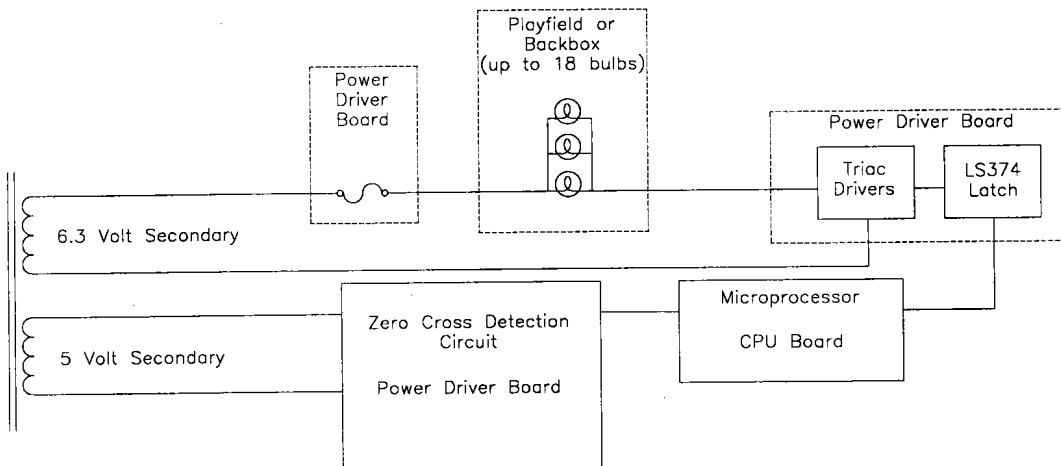 Playfield or
Backbox
(up to 18 bulbs)
Power
Driver
Board
Power Driver Board
Triac
Drivers
LS374
Latch
6.3 Volt Secondary
Microprocessor
CPU Board
Zero Cross Detection
Circuit
Power Driver Board
5 Volt Secondary